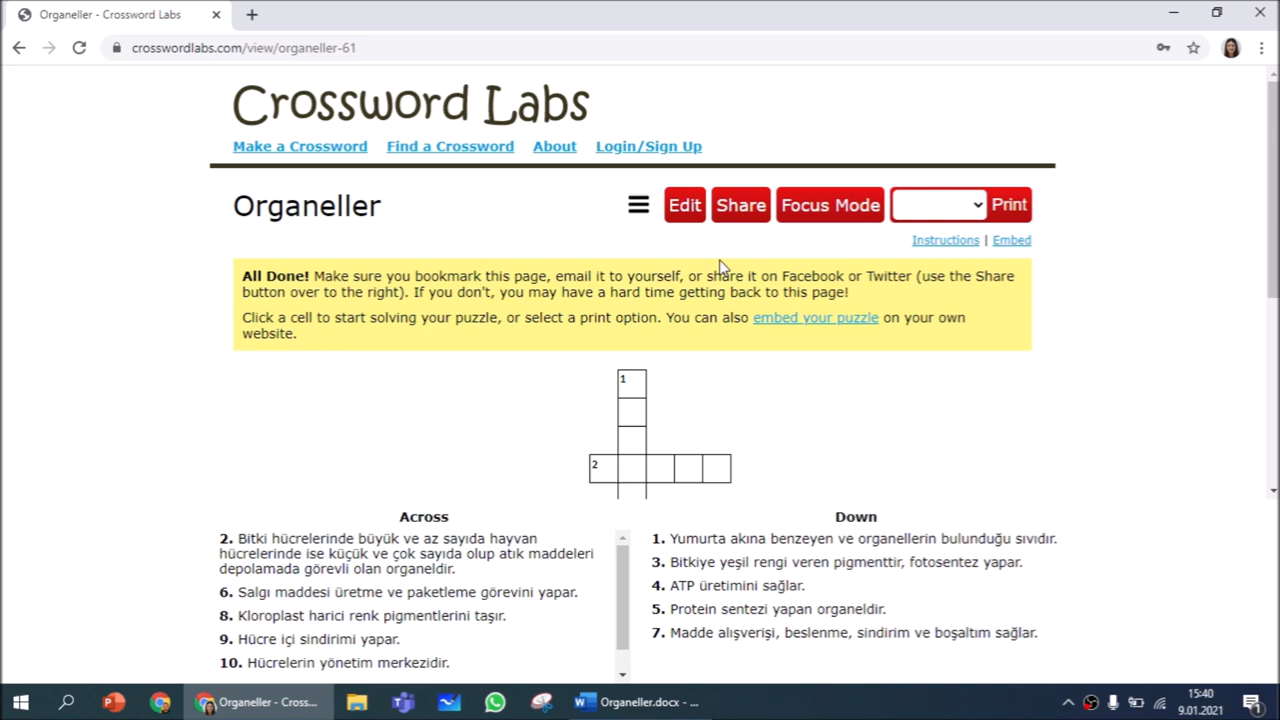 Organeller - Crossword Labs
crosswordlabs.com/view/organeller-61
Crossword Labs
Make a Crossword Find a Crossword About Login/Sign Up
Organeller
Edit Share Focus Mode Print
Instructions | Embed
All Done! Make sure you bookmark this page, email it to yourself, or share it on Facebook or Twitter (use the Share
button over to the right). If you don't, you may have a hard time getting back to this page!
Click a cell to start solving your puzzle, or select a print option. You can also embed your puzzle on your own
website.
1
2
Across
2. Bitki hücrelerinde büyük ve az sayıda hayvan
hücrelerinde ise küçük ve çok sayıda olup atık maddeleri
depolamada görevli olan organeldir.
6. Salgı maddesi üretme ve paketleme görevini yapar.
8. Kloroplast harici renk pigmentlerini taşır.
9. Hücre içi sindirimi yapar.
10. Hücrelerin yönetim merkezidir.
Down
1. Yumurta akına benzeyen ve organellerin bulunduğu sıvıdır.
3. Bitkiye yeşil rengi veren pigmenttir, fotosentez yapar.
4. ATP üretimini sağlar.
5. Protein sentezi yapan organeldir.
7. Madde alışverişi, beslenme, sindirim ve boşaltım sağlar.
Organeller - Cross...
Organeller.docx - ...
15:40
9.01.2021
1